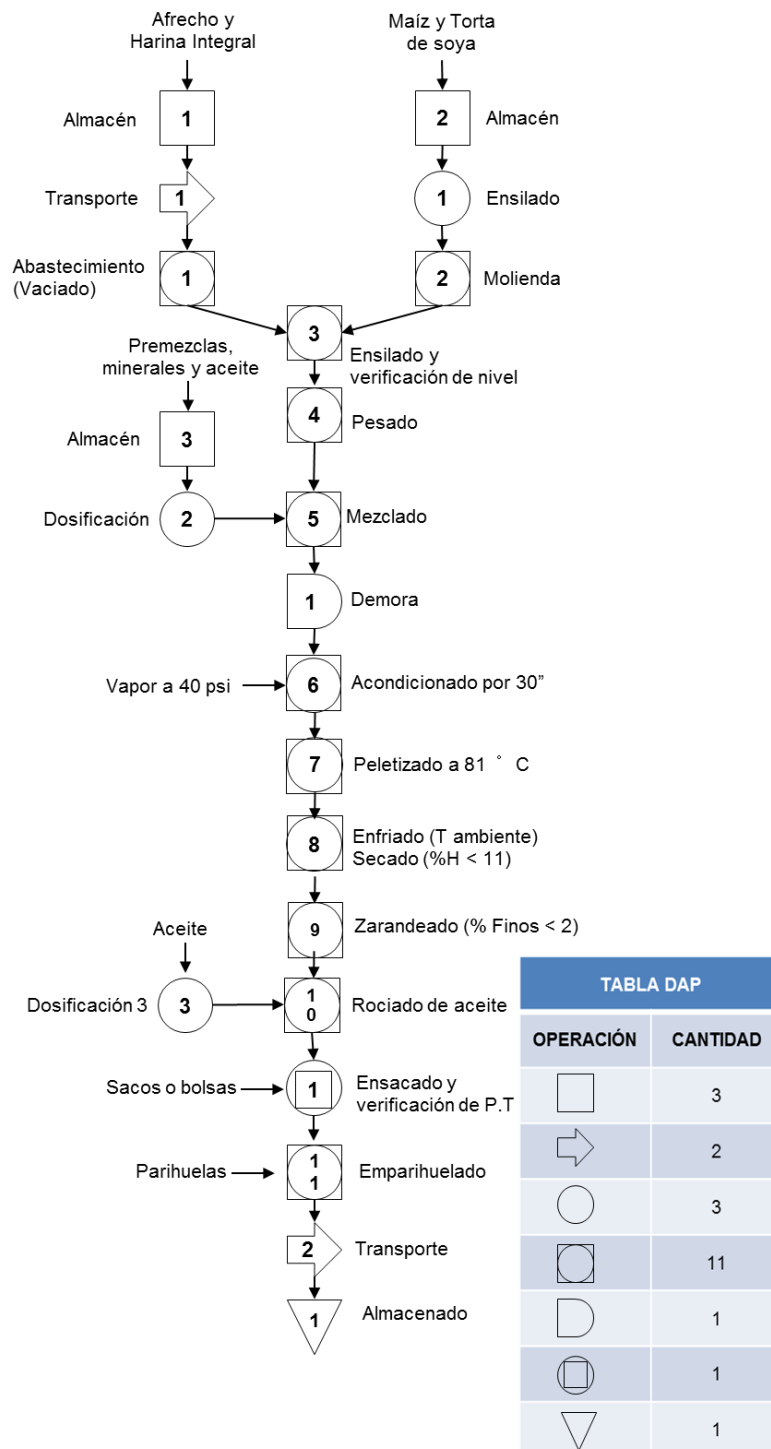 Afrecho y
Harina Integral
Maíz y Torta
de soya
Almacén
1
2
Almacén
Transporte
1
1
Ensilado
Abastecimiento
(Vaciado)
1
2
Molienda
3
Ensilado y
verificación de nivel
Premezclas,
minerales y aceite
4
Pesado
Almacén
3
Dosificación
2
5
Mezclado
1
Demora
Vapor a 40 psi
6
Acondicionado por 30”
7
Peletizado a 81 ° C
8
Enfriado (T ambiente)
Secado (%H < 11)
9
Zarandeado (% Finos < 2)
Aceite
Dosificación 3
3
1
0
Rociado de aceite
Sacos o bolsas
1
Ensacado y
verificación de P.T
Parihuelas
1
1
Emparihuelado
2
Transporte
1
Almacenado
TABLA DAP
OPERACIÓN CANTIDAD
3
2
3
11
1
1
1